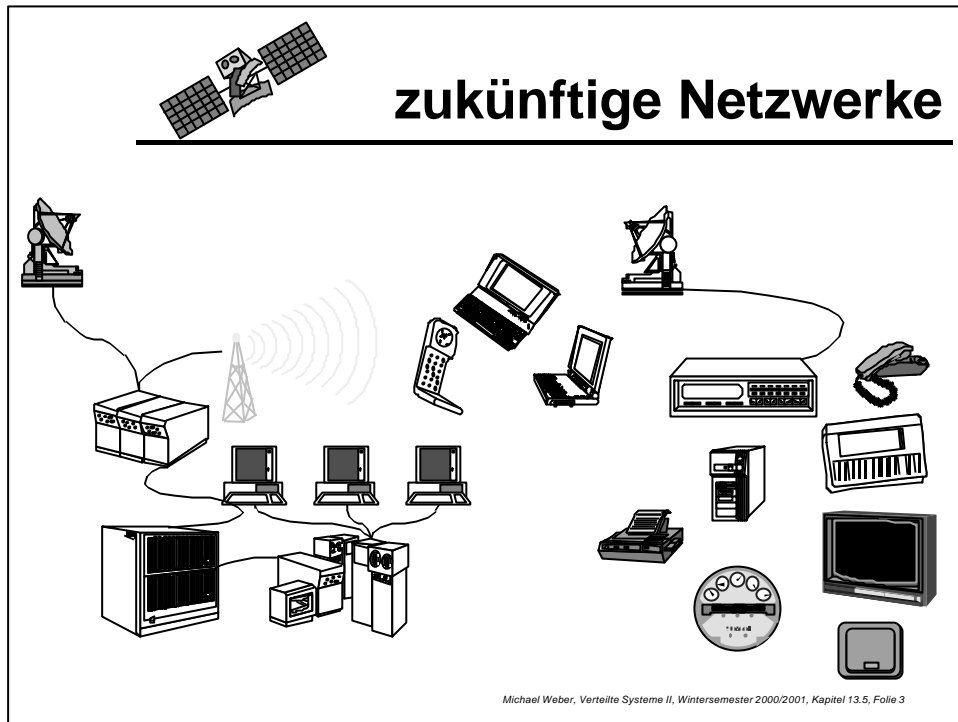 zukünftige Netzwerke
Michael Weber, Verteilte Systeme II, Wintersemester 2000/2001, Kapitel 13.5, Folie 3